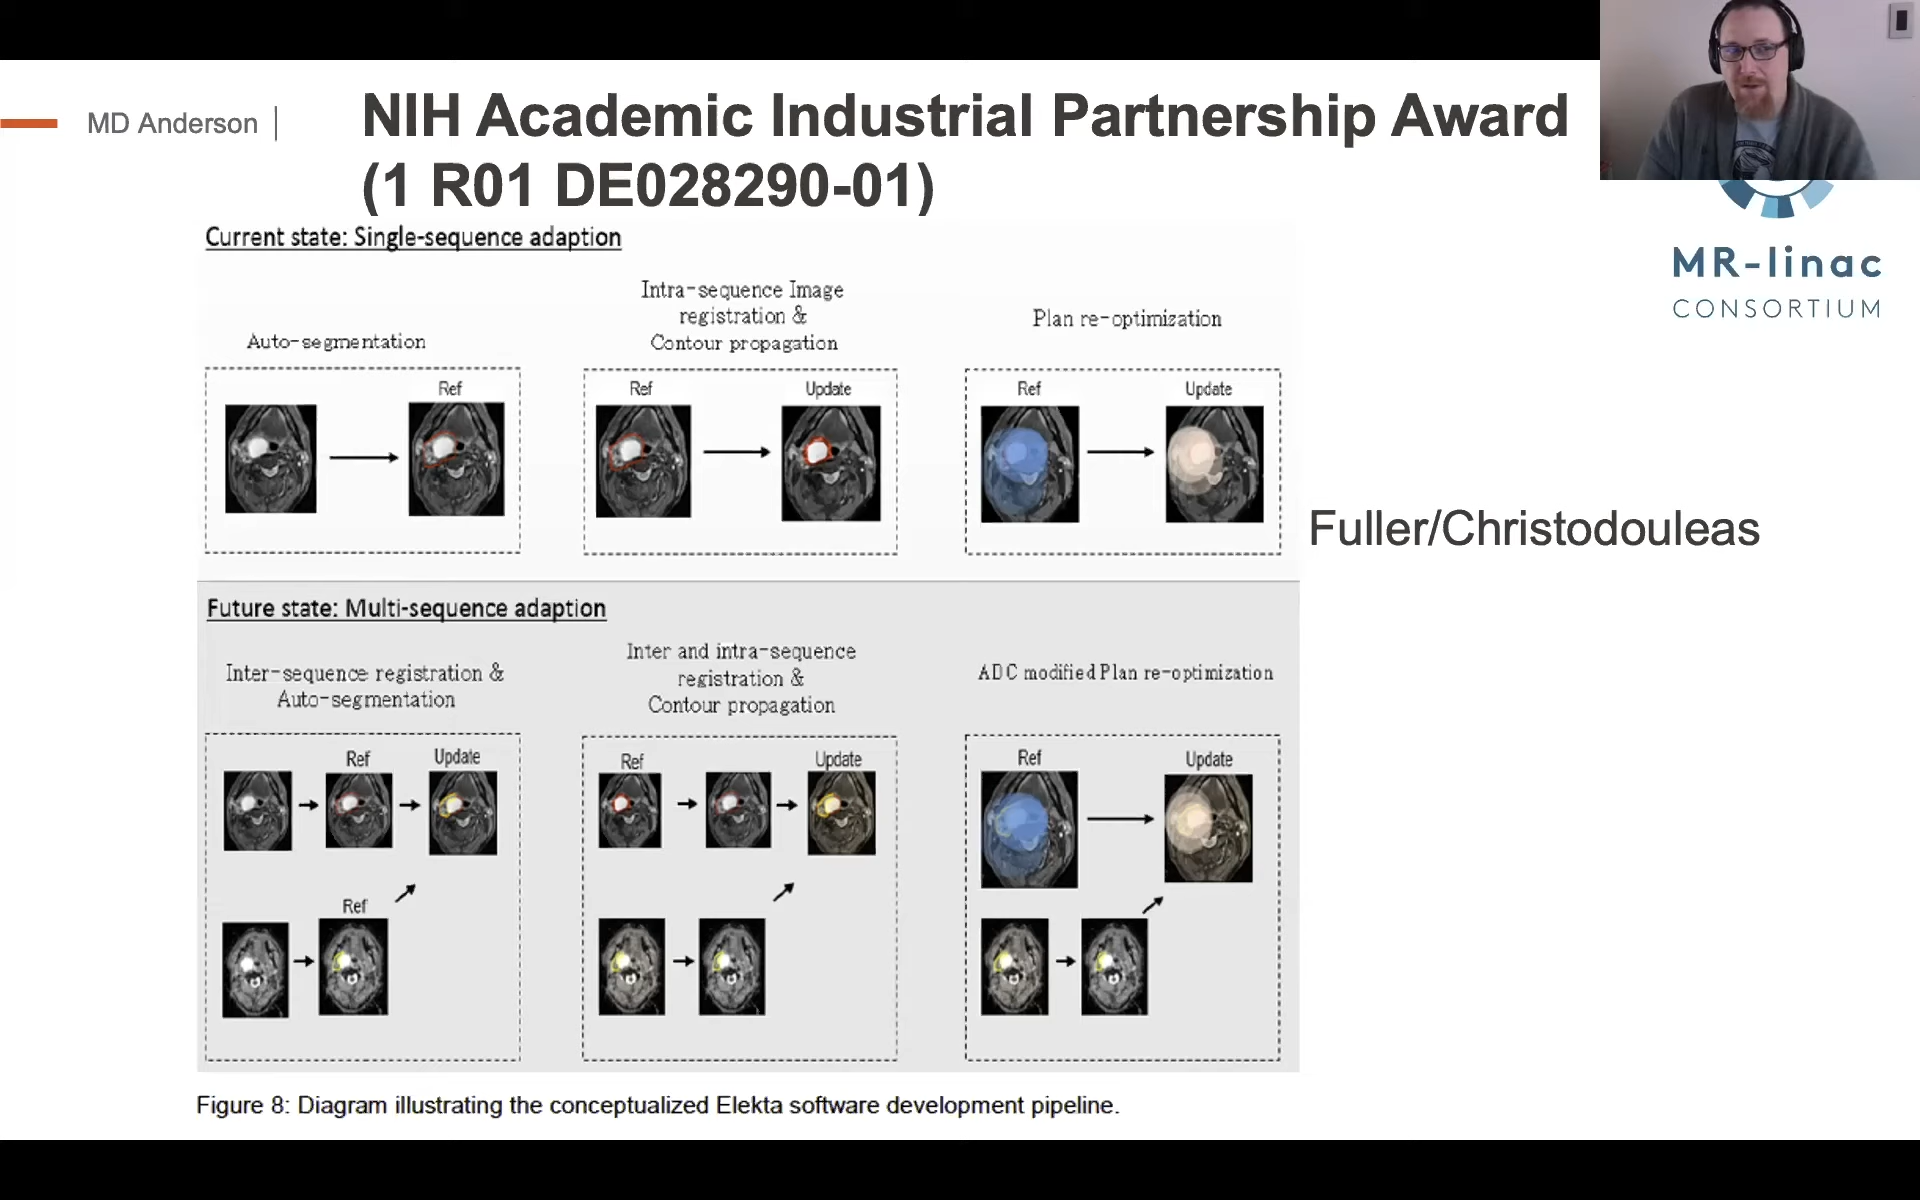 MD Anderson |
NIH Academic Industrial Partnership Award
(1 R01 DE028290-01)
MR-linac
CONSORTIUM
Current state: Single-sequence adaption
Auto-segmentation
Intra-sequence Image
registration &
Contour propagation
Plan re-optimization
Ref
Ref
Update
Ref
Update
Fuller/Christodouleas
Future state: Multi-sequence adaption
Inter-sequence registration &
Auto-segmentation
Inter and intra-sequence
registration &
Contour propagation
ADC modified Plan re-optimization
Ref
Update
Ref
Update
Ref
Update
Ref
Figure 8: Diagram illustrating the conceptualized Elekta software development pipeline.